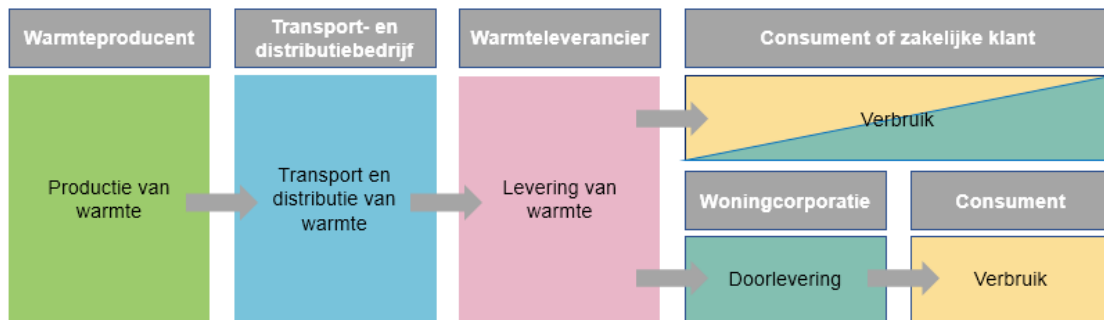 Warmteproducent
Transport- en
distributiebedrijf
Warmteleverancier
Consument of zakelijke klant
Productie van
warmte
Transport en
distributie van
warmte
Levering van
warmte
Verbruik
Woningcorporatie
Consument
Doorlevering
Verbruik